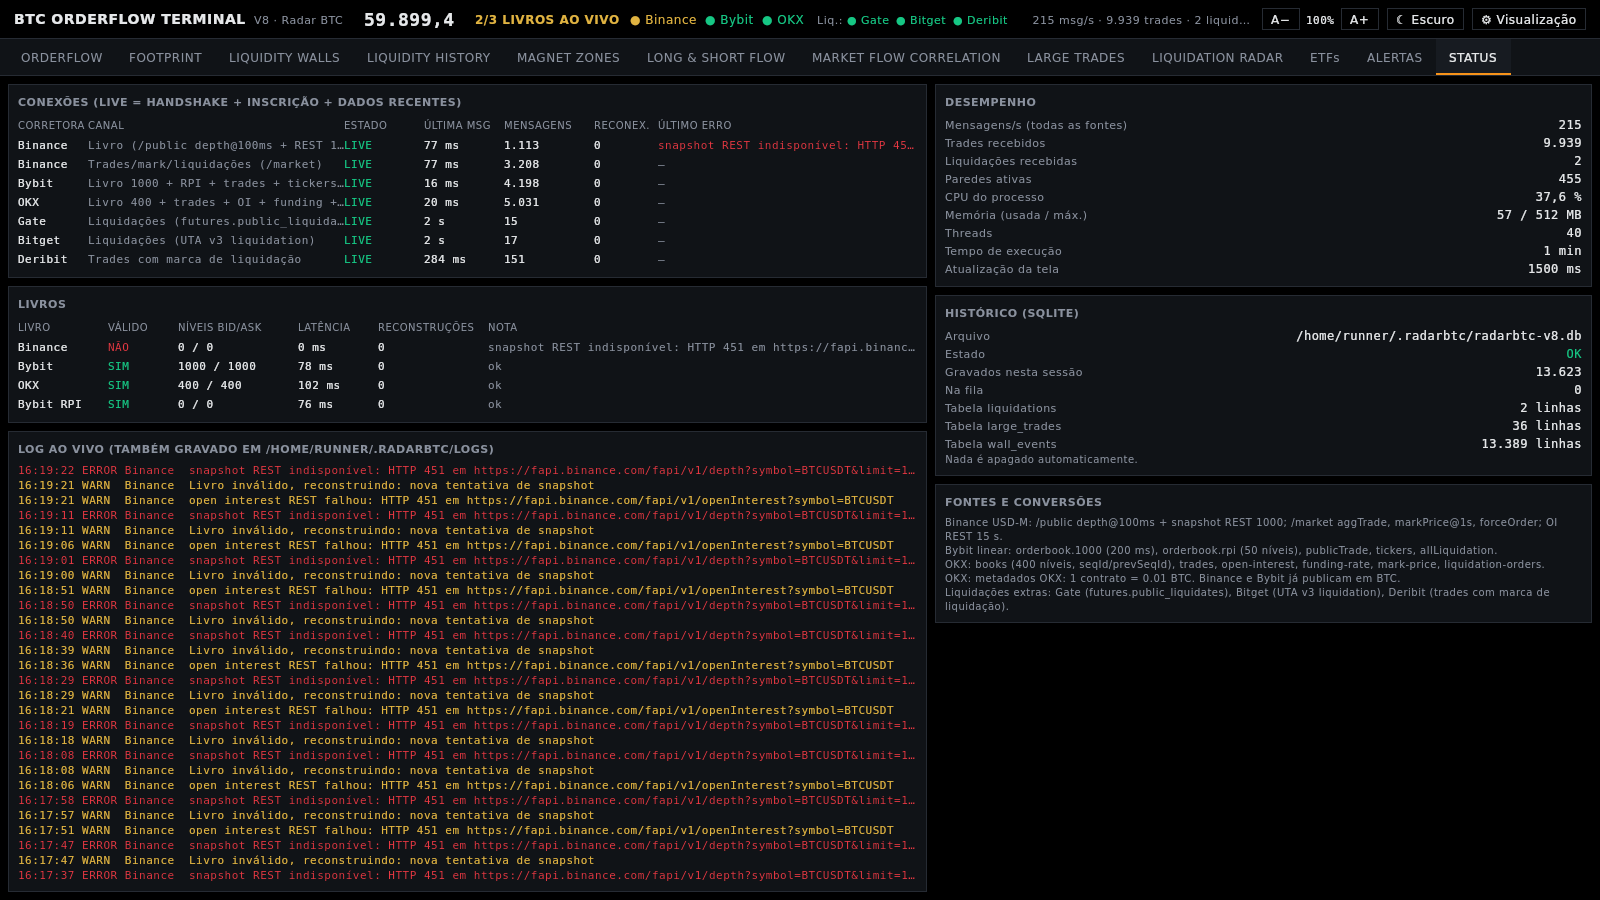 BTC ORDERFLOW TERMINAL V8 · Radar BTC 59.899,4 2/3 LIVROS AO VIVO ● Binance ● Bybit ● OKX Liq.: ● Gate ● Bitget ● Deribit 215 msg/s · 9.939 trades · 2 liquid… A− 100% A+ ☾ Escuro ⚙ Visualização
ORDERFLOW FOOTPRINT LIQUIDITY WALLS LIQUIDITY HISTORY MAGNET ZONES LONG & SHORT FLOW MARKET FLOW CORRELATION LARGE TRADES LIQUIDATION RADAR ETFs ALERTAS STATUS
CONEXÕES (LIVE = HANDSHAKE + INSCRIÇÃO + DADOS RECENTES)
CORRETORA CANAL ESTADO ÚLTIMA MSG MENSAGENS RECONEX. ÚLTIMO ERRO
Binance Livro (/public depth@100ms + REST 1… LIVE 77 ms 1.113 0 snapshot REST indisponível: HTTP 45…
Binance Trades/mark/liquidações (/market) LIVE 77 ms 3.208 0 –
Bybit Livro 1000 + RPI + trades + tickers… LIVE 16 ms 4.198 0 –
OKX Livro 400 + trades + OI + funding +… LIVE 20 ms 5.031 0 –
Gate Liquidações (futures.public_liquida… LIVE 2 s 15 0 –
Bitget Liquidações (UTA v3 liquidation) LIVE 2 s 17 0 –
Deribit Trades com marca de liquidação LIVE 284 ms 151 0 –
LIVROS
LIVRO VÁLIDO NÍVEIS BID/ASK LATÊNCIA RECONSTRUÇÕES NOTA
Binance NÃO 0 / 0 0 ms 0 snapshot REST indisponível: HTTP 451 em https://fapi.binanc…
Bybit SIM 1000 / 1000 78 ms 0 ok
OKX SIM 400 / 400 102 ms 0 ok
Bybit RPI SIM 0 / 0 76 ms 0 ok
LOG AO VIVO (TAMBÉM GRAVADO EM /HOME/RUNNER/.RADARBTC/LOGS)
16:19:22 ERROR Binance snapshot REST indisponível: HTTP 451 em https://fapi.binance.com/fapi/v1/depth?symbol=BTCUSDT&limit=1…
16:19:21 WARN Binance Livro inválido, reconstruindo: nova tentativa de snapshot
16:19:21 WARN Binance open interest REST falhou: HTTP 451 em https://fapi.binance.com/fapi/v1/openInterest?symbol=BTCUSDT
16:19:11 ERROR Binance snapshot REST indisponível: HTTP 451 em https://fapi.binance.com/fapi/v1/depth?symbol=BTCUSDT&limit=1…
16:19:11 WARN Binance Livro inválido, reconstruindo: nova tentativa de snapshot
16:19:06 WARN Binance open interest REST falhou: HTTP 451 em https://fapi.binance.com/fapi/v1/openInterest?symbol=BTCUSDT
16:19:01 ERROR Binance snapshot REST indisponível: HTTP 451 em https://fapi.binance.com/fapi/v1/depth?symbol=BTCUSDT&limit=1…
16:19:00 WARN Binance Livro inválido, reconstruindo: nova tentativa de snapshot
16:18:51 WARN Binance open interest REST falhou: HTTP 451 em https://fapi.binance.com/fapi/v1/openInterest?symbol=BTCUSDT
16:18:50 ERROR Binance snapshot REST indisponível: HTTP 451 em https://fapi.binance.com/fapi/v1/depth?symbol=BTCUSDT&limit=1…
16:18:50 WARN Binance Livro inválido, reconstruindo: nova tentativa de snapshot
16:18:40 ERROR Binance snapshot REST indisponível: HTTP 451 em https://fapi.binance.com/fapi/v1/depth?symbol=BTCUSDT&limit=1…
16:18:39 WARN Binance Livro inválido, reconstruindo: nova tentativa de snapshot
16:18:36 WARN Binance open interest REST falhou: HTTP 451 em https://fapi.binance.com/fapi/v1/openInterest?symbol=BTCUSDT
16:18:29 ERROR Binance snapshot REST indisponível: HTTP 451 em https://fapi.binance.com/fapi/v1/depth?symbol=BTCUSDT&limit=1…
16:18:29 WARN Binance Livro inválido, reconstruindo: nova tentativa de snapshot
16:18:21 WARN Binance open interest REST falhou: HTTP 451 em https://fapi.binance.com/fapi/v1/openInterest?symbol=BTCUSDT
16:18:19 ERROR Binance snapshot REST indisponível: HTTP 451 em https://fapi.binance.com/fapi/v1/depth?symbol=BTCUSDT&limit=1…
16:18:18 WARN Binance Livro inválido, reconstruindo: nova tentativa de snapshot
16:18:08 ERROR Binance snapshot REST indisponível: HTTP 451 em https://fapi.binance.com/fapi/v1/depth?symbol=BTCUSDT&limit=1…
16:18:08 WARN Binance Livro inválido, reconstruindo: nova tentativa de snapshot
16:18:06 WARN Binance open interest REST falhou: HTTP 451 em https://fapi.binance.com/fapi/v1/openInterest?symbol=BTCUSDT
16:17:58 ERROR Binance snapshot REST indisponível: HTTP 451 em https://fapi.binance.com/fapi/v1/depth?symbol=BTCUSDT&limit=1…
16:17:57 WARN Binance Livro inválido, reconstruindo: nova tentativa de snapshot
16:17:51 WARN Binance open interest REST falhou: HTTP 451 em https://fapi.binance.com/fapi/v1/openInterest?symbol=BTCUSDT
16:17:47 ERROR Binance snapshot REST indisponível: HTTP 451 em https://fapi.binance.com/fapi/v1/depth?symbol=BTCUSDT&limit=1…
16:17:47 WARN Binance Livro inválido, reconstruindo: nova tentativa de snapshot
16:17:37 ERROR Binance snapshot REST indisponível: HTTP 451 em https://fapi.binance.com/fapi/v1/depth?symbol=BTCUSDT&limit=1…
DESEMPENHO
Mensagens/s (todas as fontes) 215
Trades recebidos 9.939
Liquidações recebidas 2
Paredes ativas 455
CPU do processo 37,6 %
Memória (usada / máx.) 57 / 512 MB
Threads 40
Tempo de execução 1 min
Atualização da tela 1500 ms
HISTÓRICO (SQLITE)
Arquivo /home/runner/.radarbtc/radarbtc-v8.db
Estado OK
Gravados nesta sessão 13.623
Na fila 0
Tabela liquidations 2 linhas
Tabela large_trades 36 linhas
Tabela wall_events 13.389 linhas
Nada é apagado automaticamente.
FONTES E CONVERSÕES
Binance USD-M: /public depth@100ms + snapshot REST 1000; /market aggTrade, markPrice@1s, forceOrder; OI
REST 15 s.
Bybit linear: orderbook.1000 (200 ms), orderbook.rpi (50 níveis), publicTrade, tickers, allLiquidation.
OKX: books (400 níveis, seqId/prevSeqId), trades, open-interest, funding-rate, mark-price, liquidation-orders.
OKX: metadados OKX: 1 contrato = 0.01 BTC. Binance e Bybit já publicam em BTC.
Liquidações extras: Gate (futures.public_liquidates), Bitget (UTA v3 liquidation), Deribit (trades com marca de
liquidação).